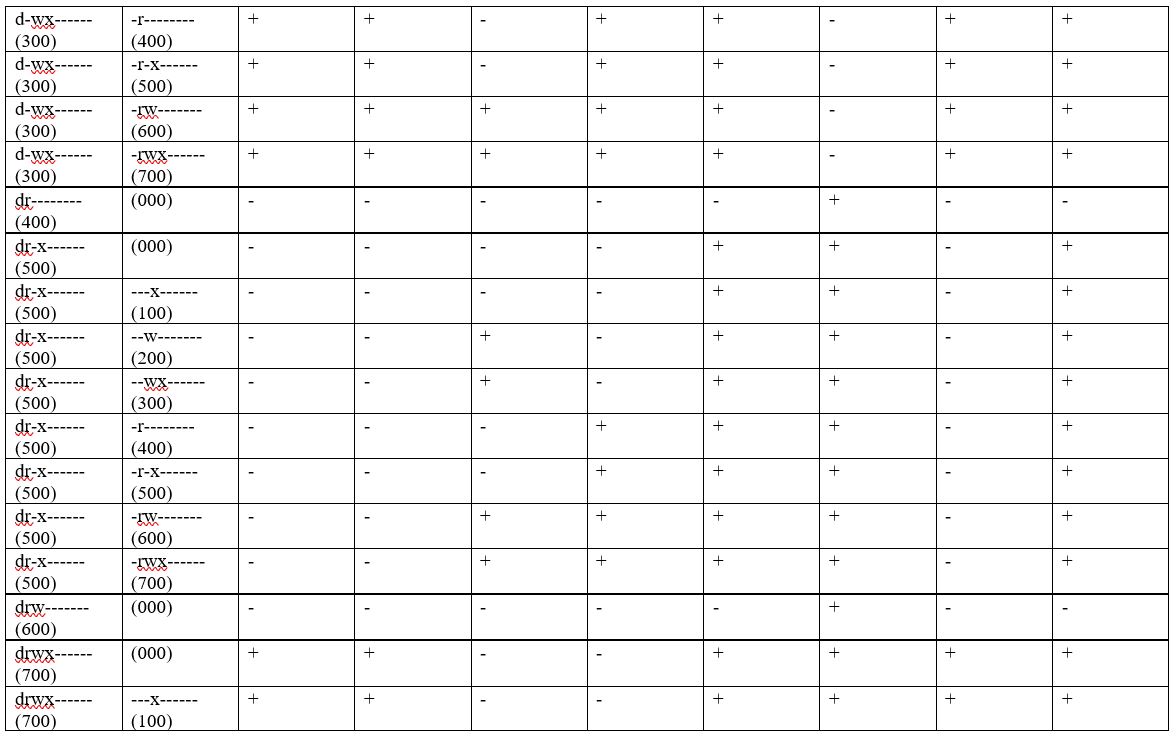 d-wx------ -r-------- + + - + + - + +
(300) (400)
d-wx------ -r-x------ + + - + + - + +
(300) (500)
d-wx------ -rw------- + + + + + - + +
(300) (600)
d-wx------ -rwx------ + + + + + - + +
(300) (700)
dr-------- (000) - - - - - + - -
(400)
dr-x------ (000) - - - - + + - +
(500)
dr-x------ ---x------ - - - - + + - +
(500) (100)
dr-x------ --w------- - - + - + + - +
(500) (200)
dr-x------ --wx------ - - + - + + - +
(500) (300)
dr-x------ -r-------- - - - + + + - +
(500) (400)
dr-x------ -r-x------ - - - + + + - +
(500) (500)
dr-x------ -rw------- - - + + + + - +
(500) (600)
dr-x------ -rwx------ - - + + + + - +
(500) (700)
drw------- (000) - - - - - + - -
(600)
drwx------ (000) + + - - + + + +
(700)
drwx------ ---x------ + + - - + + + +
(700) (100)